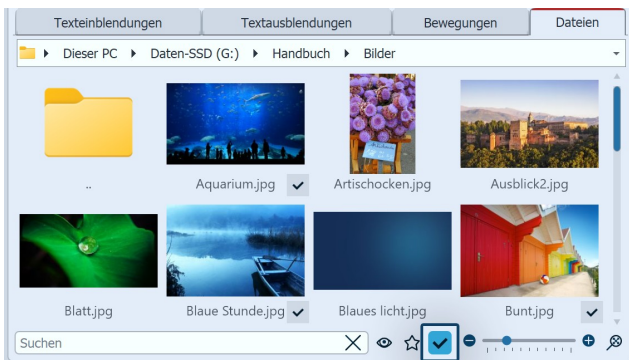 Texteinblendungen Textausblendungen Bewegungen Dateien
Dieser PC Daten-SSD (G:) Handbuch Bilder
.. Aquarium.jpg Artischocken.jpg Ausblick2.jpg
Blatt.jpg Blaue Stunde.jpg Blaues licht.jpg Bunt.jpg
Suchen